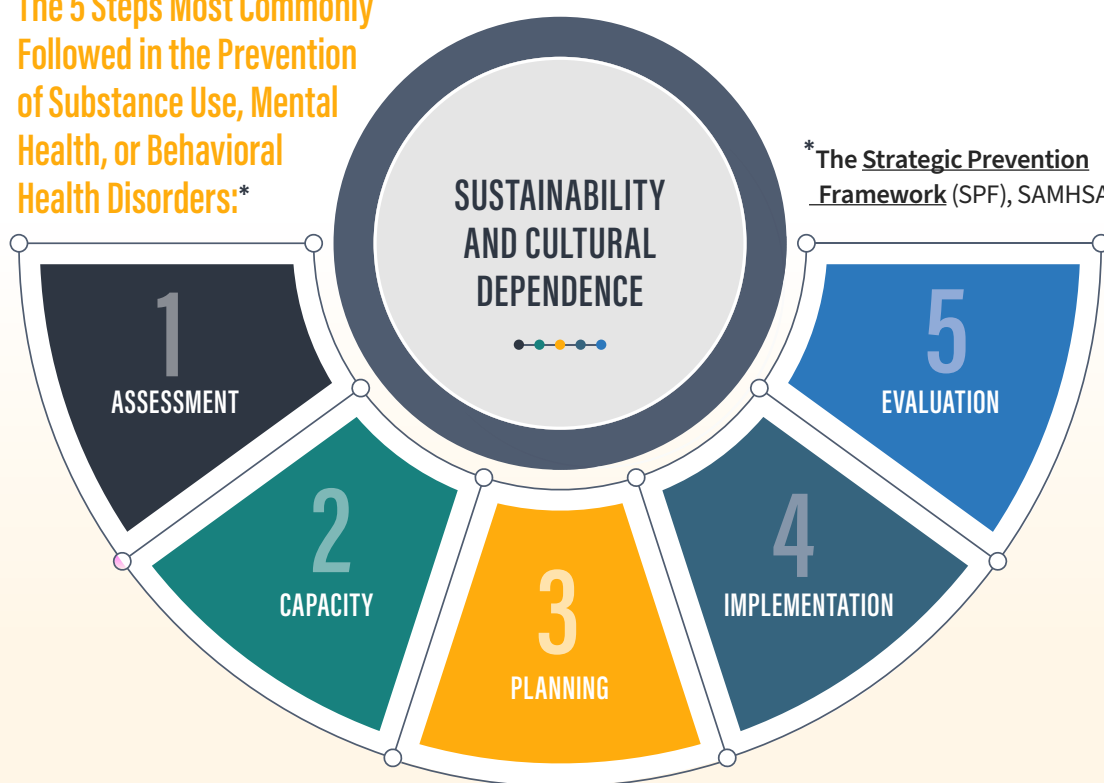 The 5 Steps Most Commonly
Followed in the Prevention
of Substance Use, Mental
Health, or Behavioral
Health Disorders:*
SUSTAINABILITY
AND CULTURAL
DEPENDENCE
*The Strategic Prevention
Framework (SPF), SAMHSA
1
ASSESSMENT
2
CAPACITY
3
PLANNING
4
IMPLEMENTATION
5
EVALUATION